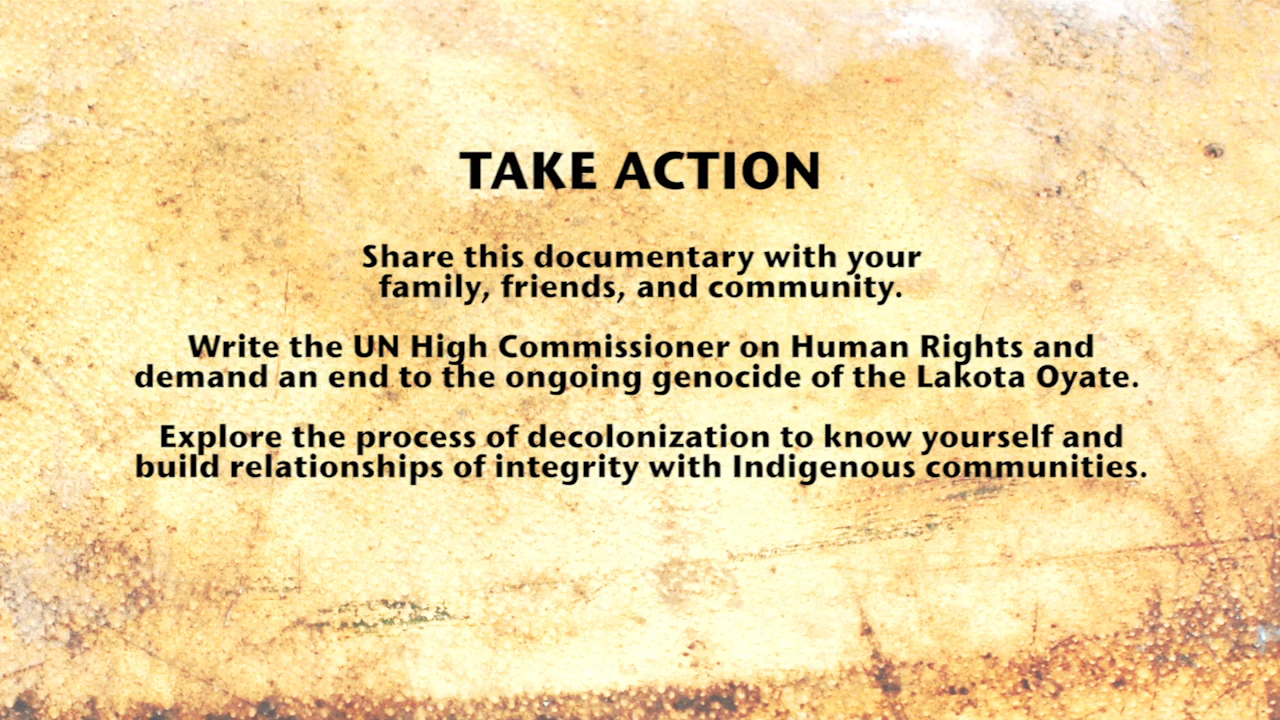 TAKE ACTION
Share this documentary with your
family, friends, and community.
Write the UN High Commissioner on Human Rights and
demand an end to the ongoing genocide of the Lakota Oyate.
Explore the process of decolonization to know yourself and
build relationships of integrity with Indigenous communities.